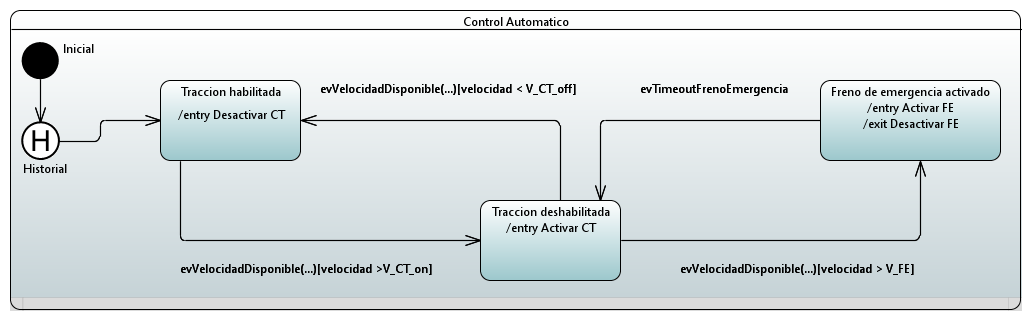 Control Automatico
Inicial
H
Historial
Traccion habilitada
/entry Desactivar CT
evVelocidadDisponible(...)[velocidad < V_CT_off]
evTimeoutFrenoEmergencia
Freno de emergencia activado
/entry Activar FE
/exit Desactivar FE
Traccion deshabilitada
/entry Activar CT
evVelocidadDisponible(...)[velocidad >V_CT_on]
evVelocidadDisponible(...)[velocidad > V_FE]